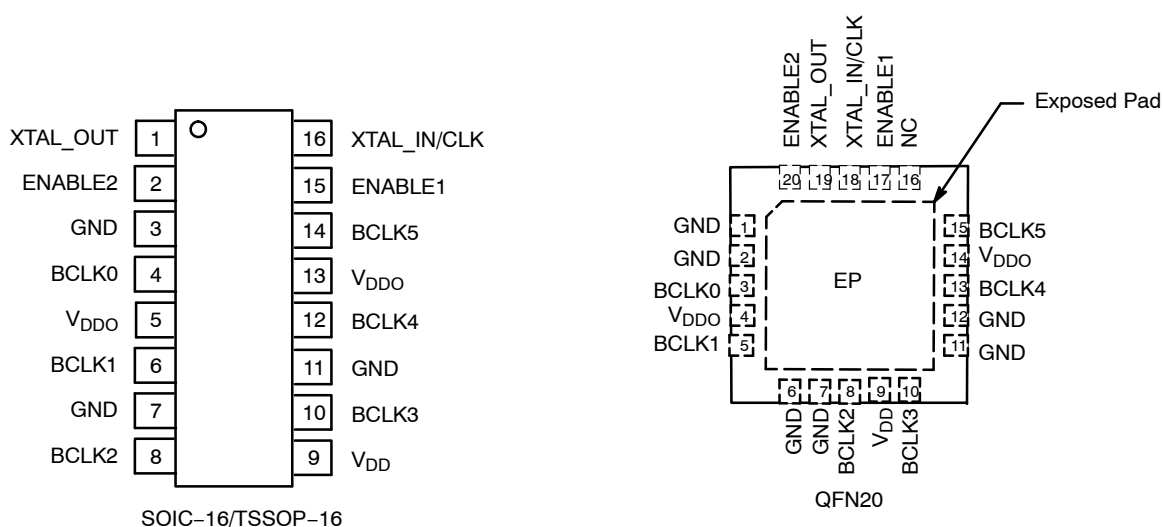 XTAL_OUT 1 16 XTAL_IN/CLK
ENABLE2 2 15 ENABLE1
GND 3 14 BCLK5
BCLK0 4 13 VDDO
VDDO 5 12 BCLK4
BCLK1 6 11 GND
GND 7 10 BCLK3
BCLK2 8 9 VDD
SOIC−16/TSSOP−16
ENABLE2
XTAL_OUT
XTAL_IN/CLK
ENABLE1
NC
Exposed Pad
20 19 18 17 16
GND 1 15 BCLK5
GND 2 14 VDDO
BCLK0 3 EP 13 BCLK4
VDDO 4 12 GND
BCLK1 5 11 GND
6 7 8 9 10
GND
GND
BCLK2
VDD
BCLK3
QFN20